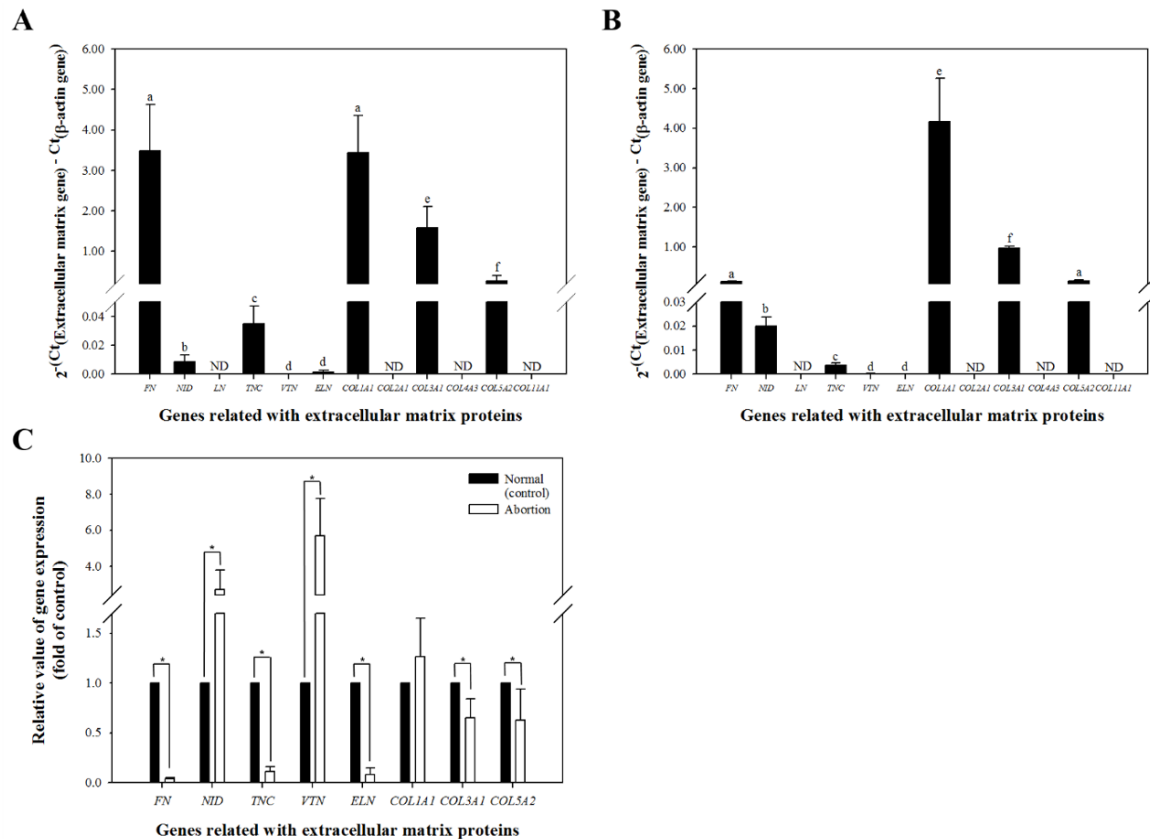 A
2-(Ct(Extracellular matrix gene) - Ct(β-actin gene)
6.00
5.00
4.00
3.00
2.00
1.00
0.04
0.02
0.00
a
b
ND
c
d
d
a
ND
e
ND
f
ND
FN NID LN TNC VTN ELN COL1A1 COL2A1 COL3A1 COL4A3 COL5A2 COL11A1
Genes related with extracellular matrix proteins
B
2-(Ct(Extracellular matrix gene) - Ct(β-actin gene)
6.00
5.00
4.00
3.00
2.00
1.00
0.03
0.02
0.01
0.00
a
b
ND
c
d
d
e
ND
f
ND
a
ND
FN NID LN TNC VTN ELN COL1A1 COL2A1 COL3A1 COL4A3 COL5A2 COL11A1
Genes related with extracellular matrix proteins
C
Relative value of gene expression
(fold of control)
10.0
8.0
6.0
4.0
1.5
1.0
0.5
0.0
Normal
(control)
Abortion
*
*
*
*
*
*
*
FN NID TNC VTN ELN COL1A1 COL3A1 COL5A2
Genes related with extracellular matrix proteins